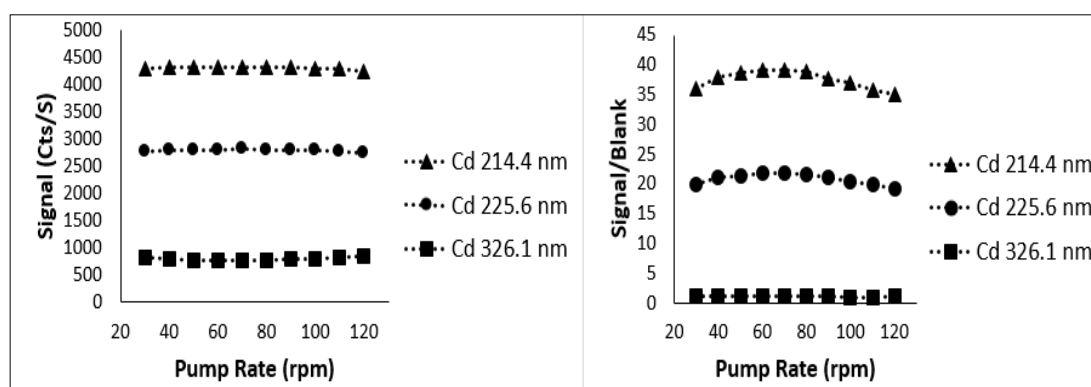 5000
4500
4000
3500
3000
2500
2000
1500
1000
500
0
Signal (Cts/S)
20 40 60 80 100 120
Pump Rate (rpm)
Cd 214.4 nm
Cd 225.6 nm
Cd 326.1 nm
45
40
35
30
25
20
15
10
5
0
Signal/Blank
20 40 60 80 100 120
Pump Rate (rpm)
Cd 214.4 nm
Cd 225.6 nm
Cd 326.1 nm